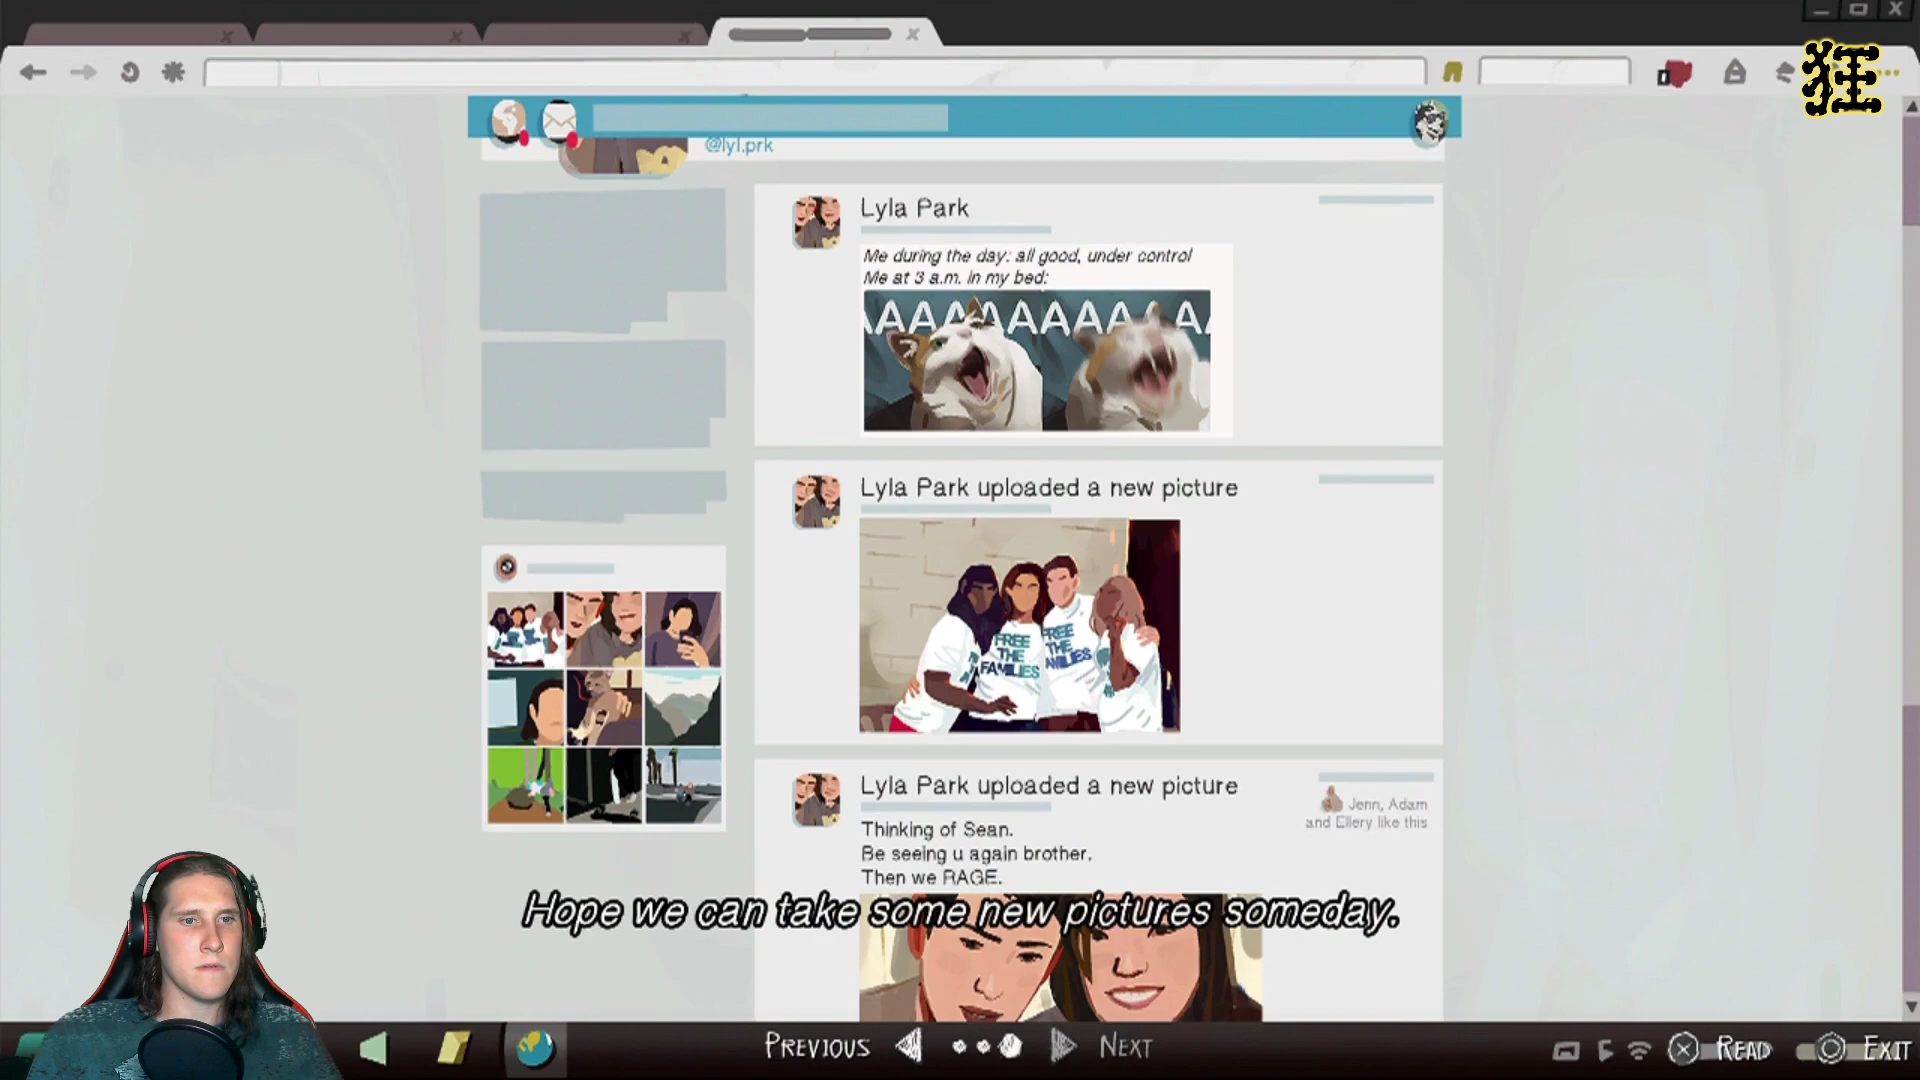 狂
@lyl.prk
Lyla Park
Me during the day: all good, under control
Me at 3 a.m. in my bed:
AAAAAAAAAAA
Lyla Park uploaded a new picture
FREE
THE
FAMILIES
FREE
THE
FAMILIES
Lyla Park uploaded a new picture
Jenn, Adam
and Ellery like this
Thinking of Sean.
Be seeing u again brother.
Then we RAGE.
Hope we can take some new pictures someday.
PREVIOUS
NEXT
READ
EXIT